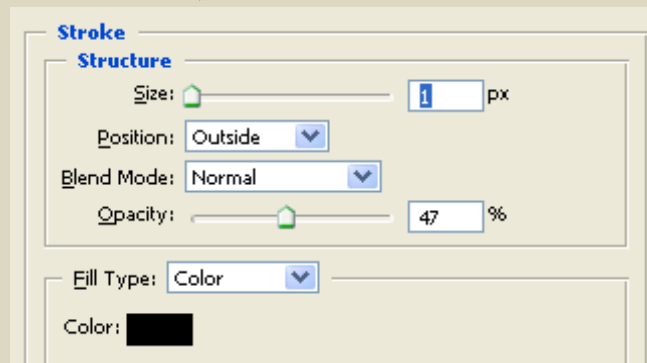 Stroke
Structure
Size: 1 px
Position: Outside
Blend Mode: Normal
Opacity: 47 %
Fill Type: Color
Color: